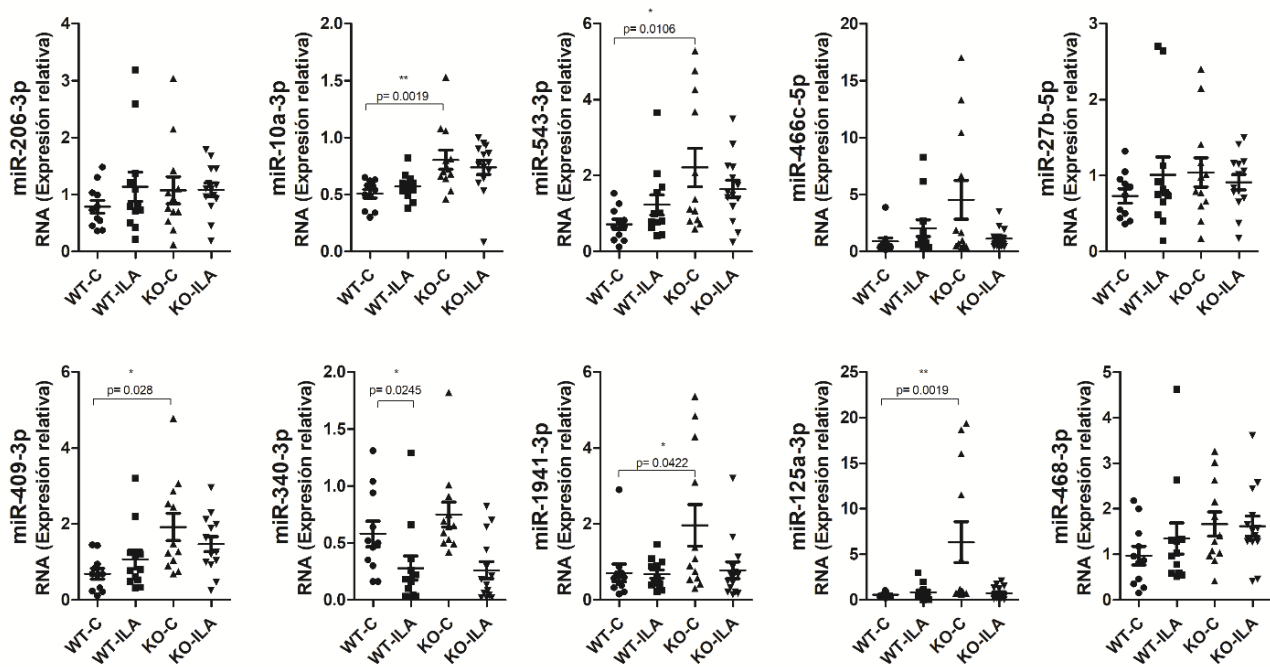 miR-206-3p
RNA (Expresión relativa)
4
3
2
1
0
WT-C
WT-ILA
KO-C
KO-ILA
miR-10a-3p
RNA (Expresión relativa)
2.0
1.5
1.0
0.5
0.0
**
p= 0.0019
WT-C
WT-ILA
KO-C
KO-ILA
miR-543-3p
RNA (Expresión relativa)
6
4
2
0
*
p= 0.0106
WT-C
WT-ILA
KO-C
KO-ILA
miR-466c-5p
RNA (Expresión relativa)
20
15
10
5
0
WT-C
WT-ILA
KO-C
KO-ILA
miR-27b-5p
RNA (Expresión relativa)
3
2
1
0
WT-C
WT-ILA
KO-C
KO-ILA
miR-409-3p
RNA (Expresión relativa)
6
4
2
0
*
p= 0.028
WT-C
WT-ILA
KO-C
KO-ILA
miR-340-3p
RNA (Expresión relativa)
2.0
1.5
1.0
0.5
0.0
*
p= 0.0245
WT-C
WT-ILA
KO-C
KO-ILA
miR-1941-3p
RNA (Expresión relativa)
6
4
2
0
*
p= 0.0422
WT-C
WT-ILA
KO-C
KO-ILA
miR-125a-3p
RNA (Expresión relativa)
25
20
15
10
5
0
**
p= 0.0019
WT-C
WT-ILA
KO-C
KO-ILA
miR-468-3p
RNA (Expresión relativa)
5
4
3
2
1
0
WT-C
WT-ILA
KO-C
KO-ILA